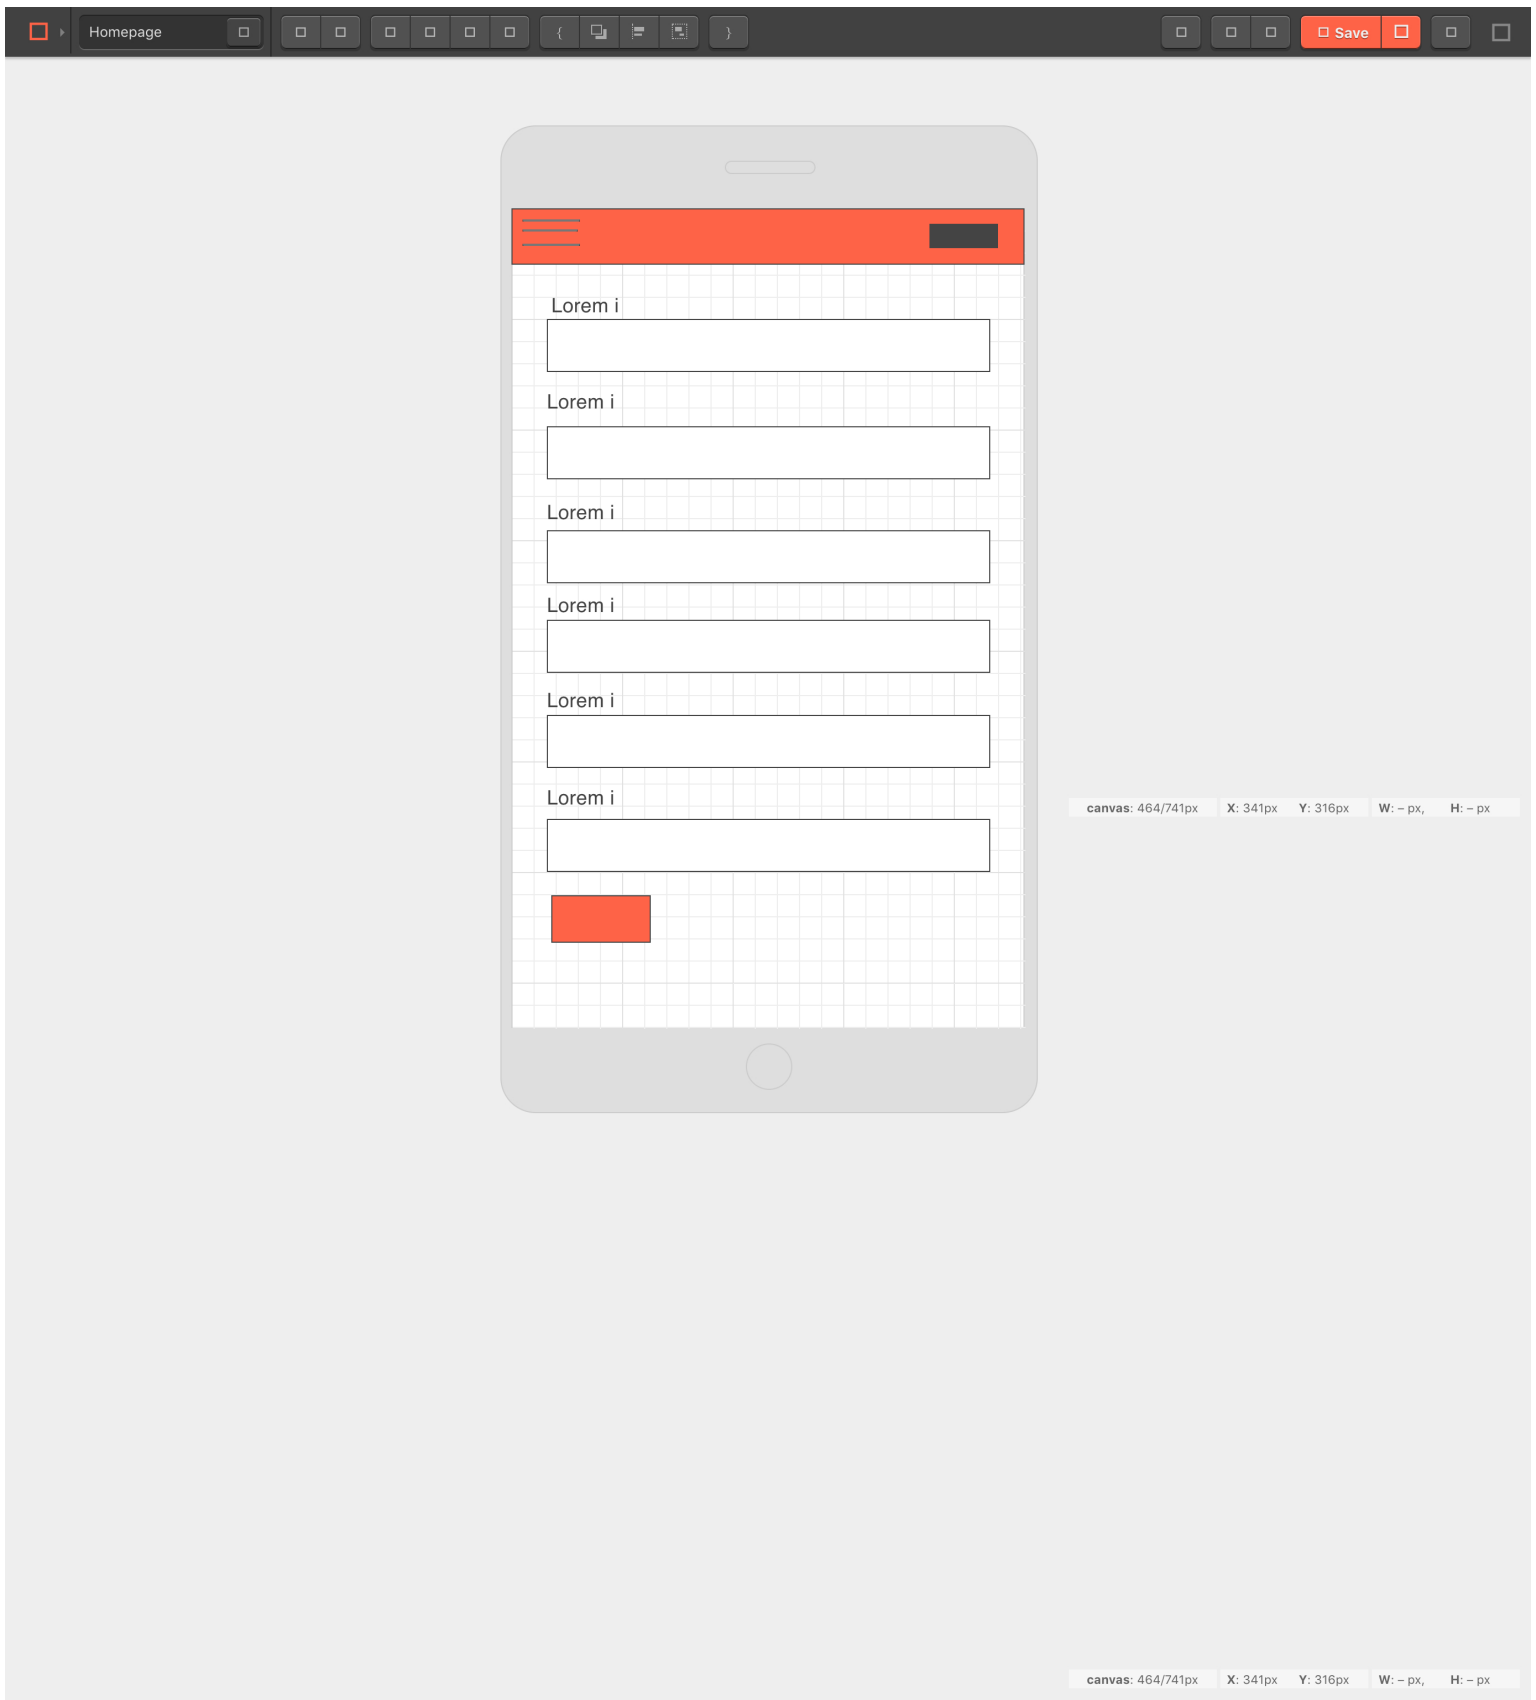 Homepage
{
}
Save
Lorem i
Lorem i
Lorem i
Lorem i
Lorem i
Lorem i
canvas: 464/741px X: 341px Y: 316px W: – px, H: – px
canvas: 464/741px X: 341px Y: 316px W: – px, H: – px